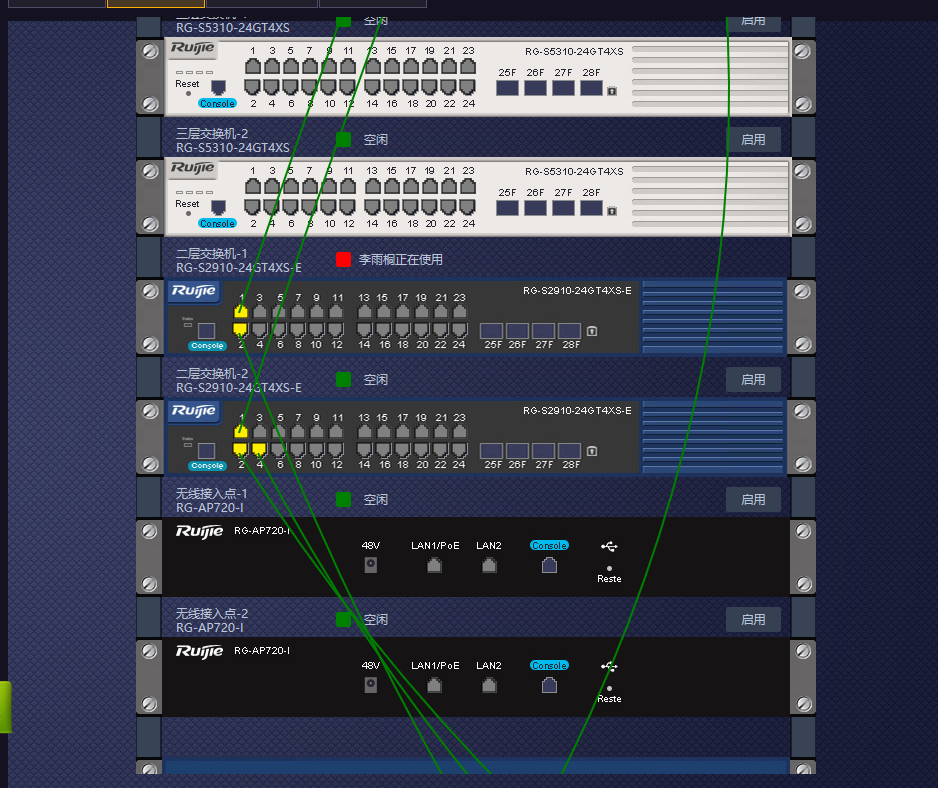 三层交换机-1 空闲 启用
RG-S5310-24GT4XS
Ruijie 1 3 5 7 9 11 13 15 17 19 21 23 RG-S5310-24GT4XS
25F 26F 27F 28F
Reset
Console 2 4 6 8 10 12 14 16 18 20 22 24
三层交换机-2 空闲 启用
RG-S5310-24GT4XS
Ruijie 1 3 5 7 9 11 13 15 17 19 21 23 RG-S5310-24GT4XS
25F 26F 27F 28F
Reset
Console 2 4 6 8 10 12 14 16 18 20 22 24
二层交换机-1 李雨桐正在使用
RG-S2910-24GT4XS-E
Ruijie 1 3 5 7 9 11 13 15 17 19 21 23 RG-S2910-24GT4XS-E
Console 2 4 6 8 10 12 14 16 18 20 22 24 25F 26F 27F 28F
二层交换机-2 空闲 启用
RG-S2910-24GT4XS-E
Ruijie 1 3 5 7 9 11 13 15 17 19 21 23 RG-S2910-24GT4XS-E
Console 2 4 6 8 10 12 14 16 18 20 22 24 25F 26F 27F 28F
无线接入点-1 空闲 启用
RG-AP720-I
Ruijie RG-AP720-I
48V LAN1/PoE LAN2 Console
Reste
无线接入点-2 空闲 启用
RG-AP720-I
Ruijie RG-AP720-I
48V LAN1/PoE LAN2 Console
Reste